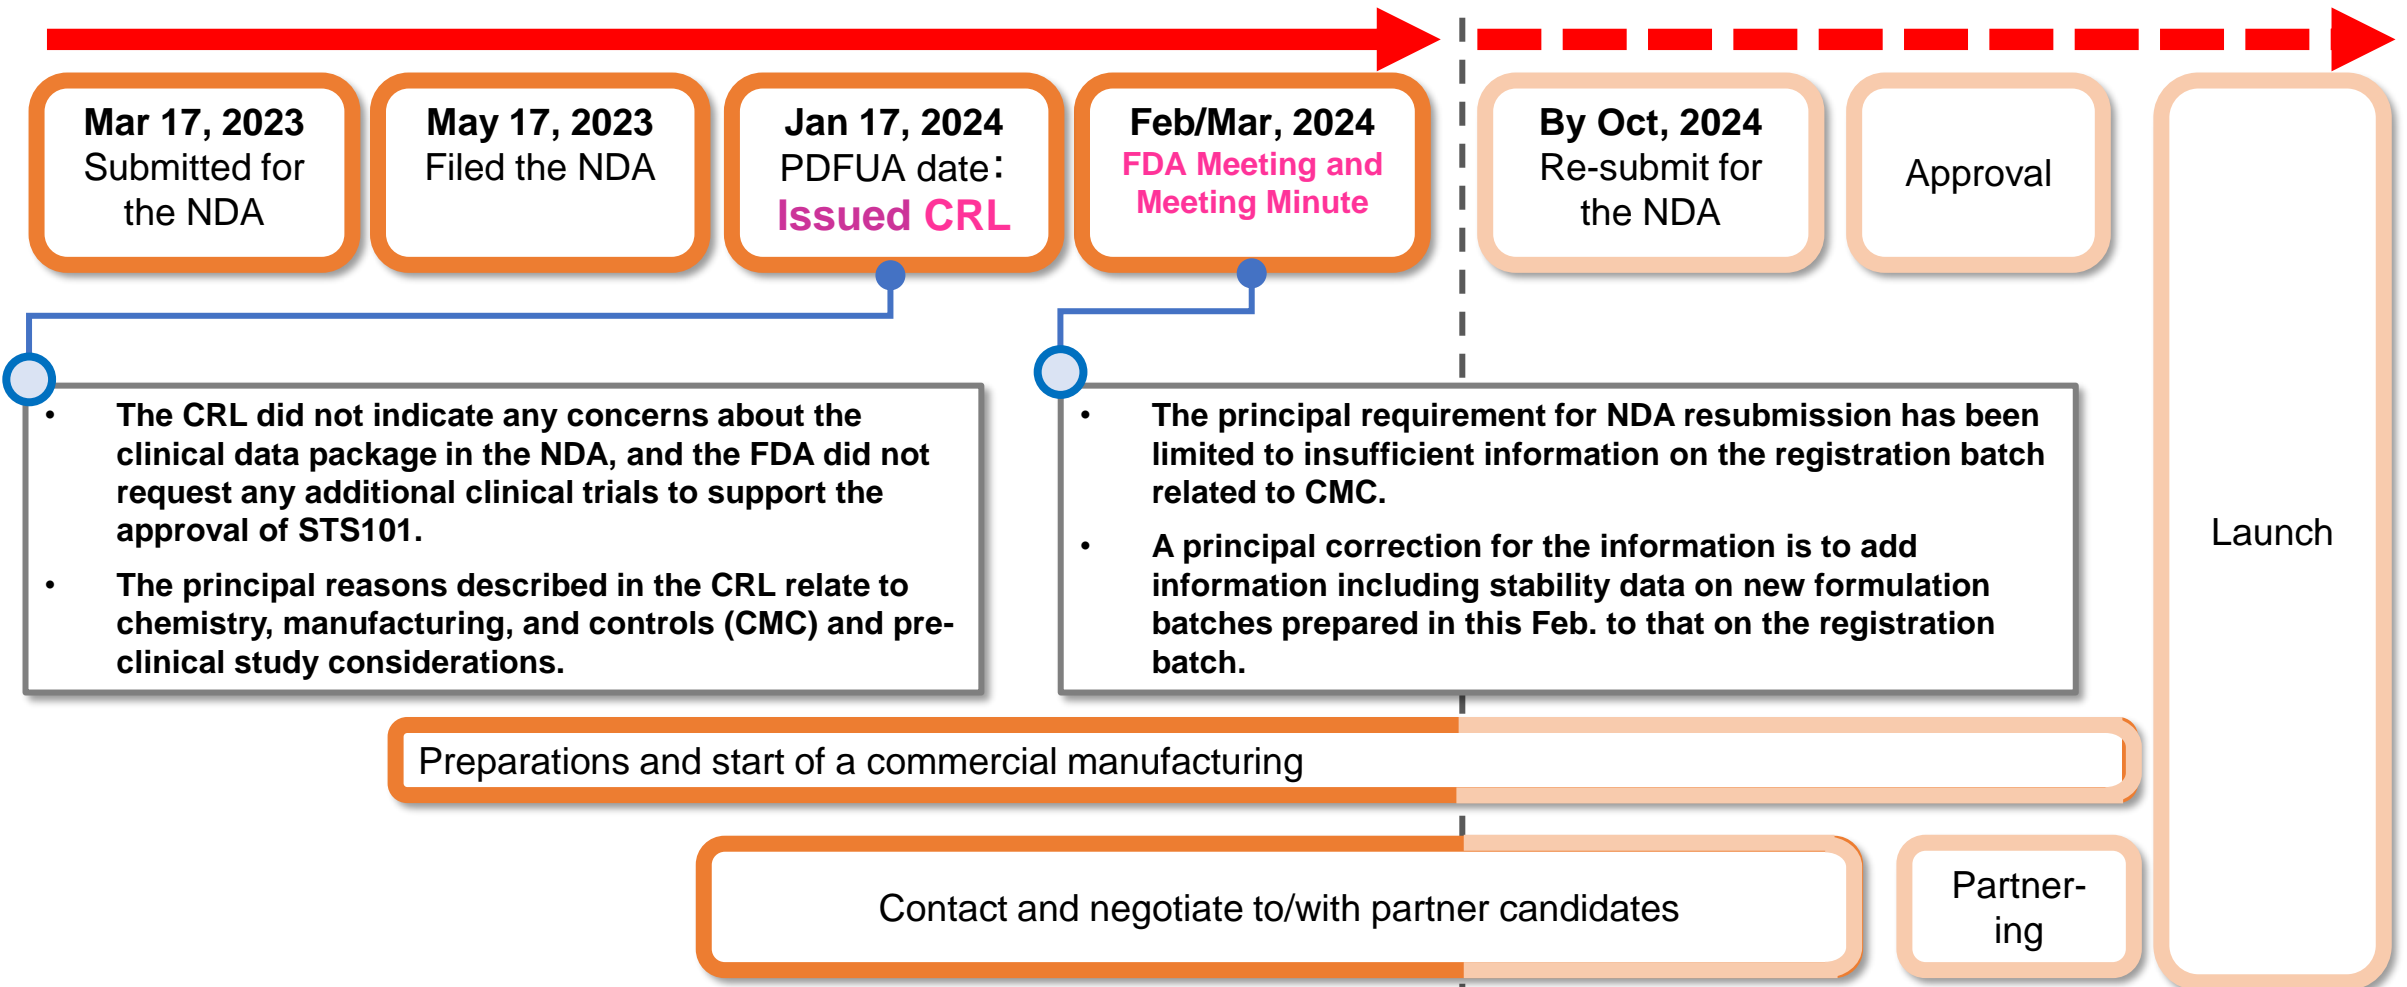 Mar 17, 2023
Submitted for
the NDA
May 17, 2023
Filed the NDA
Jan 17, 2024
PDFUA date：
Issued CRL
Feb/Mar, 2024
FDA Meeting and
Meeting Minute
By Oct, 2024
Re-submit for
the NDA
Approval
Launch
• The CRL did not indicate any concerns about the
clinical data package in the NDA, and the FDA did not
request any additional clinical trials to support the
approval of STS101.
• The principal reasons described in the CRL relate to
chemistry, manufacturing, and controls (CMC) and pre-
clinical study considerations.
• The principal requirement for NDA resubmission has been
limited to insufficient information on the registration batch
related to CMC.
• A principal correction for the information is to add
information including stability data on new formulation
batches prepared in this Feb. to that on the registration
batch.
Preparations and start of a commercial manufacturing
Contact and negotiate to/with partner candidates
Partner-
ing